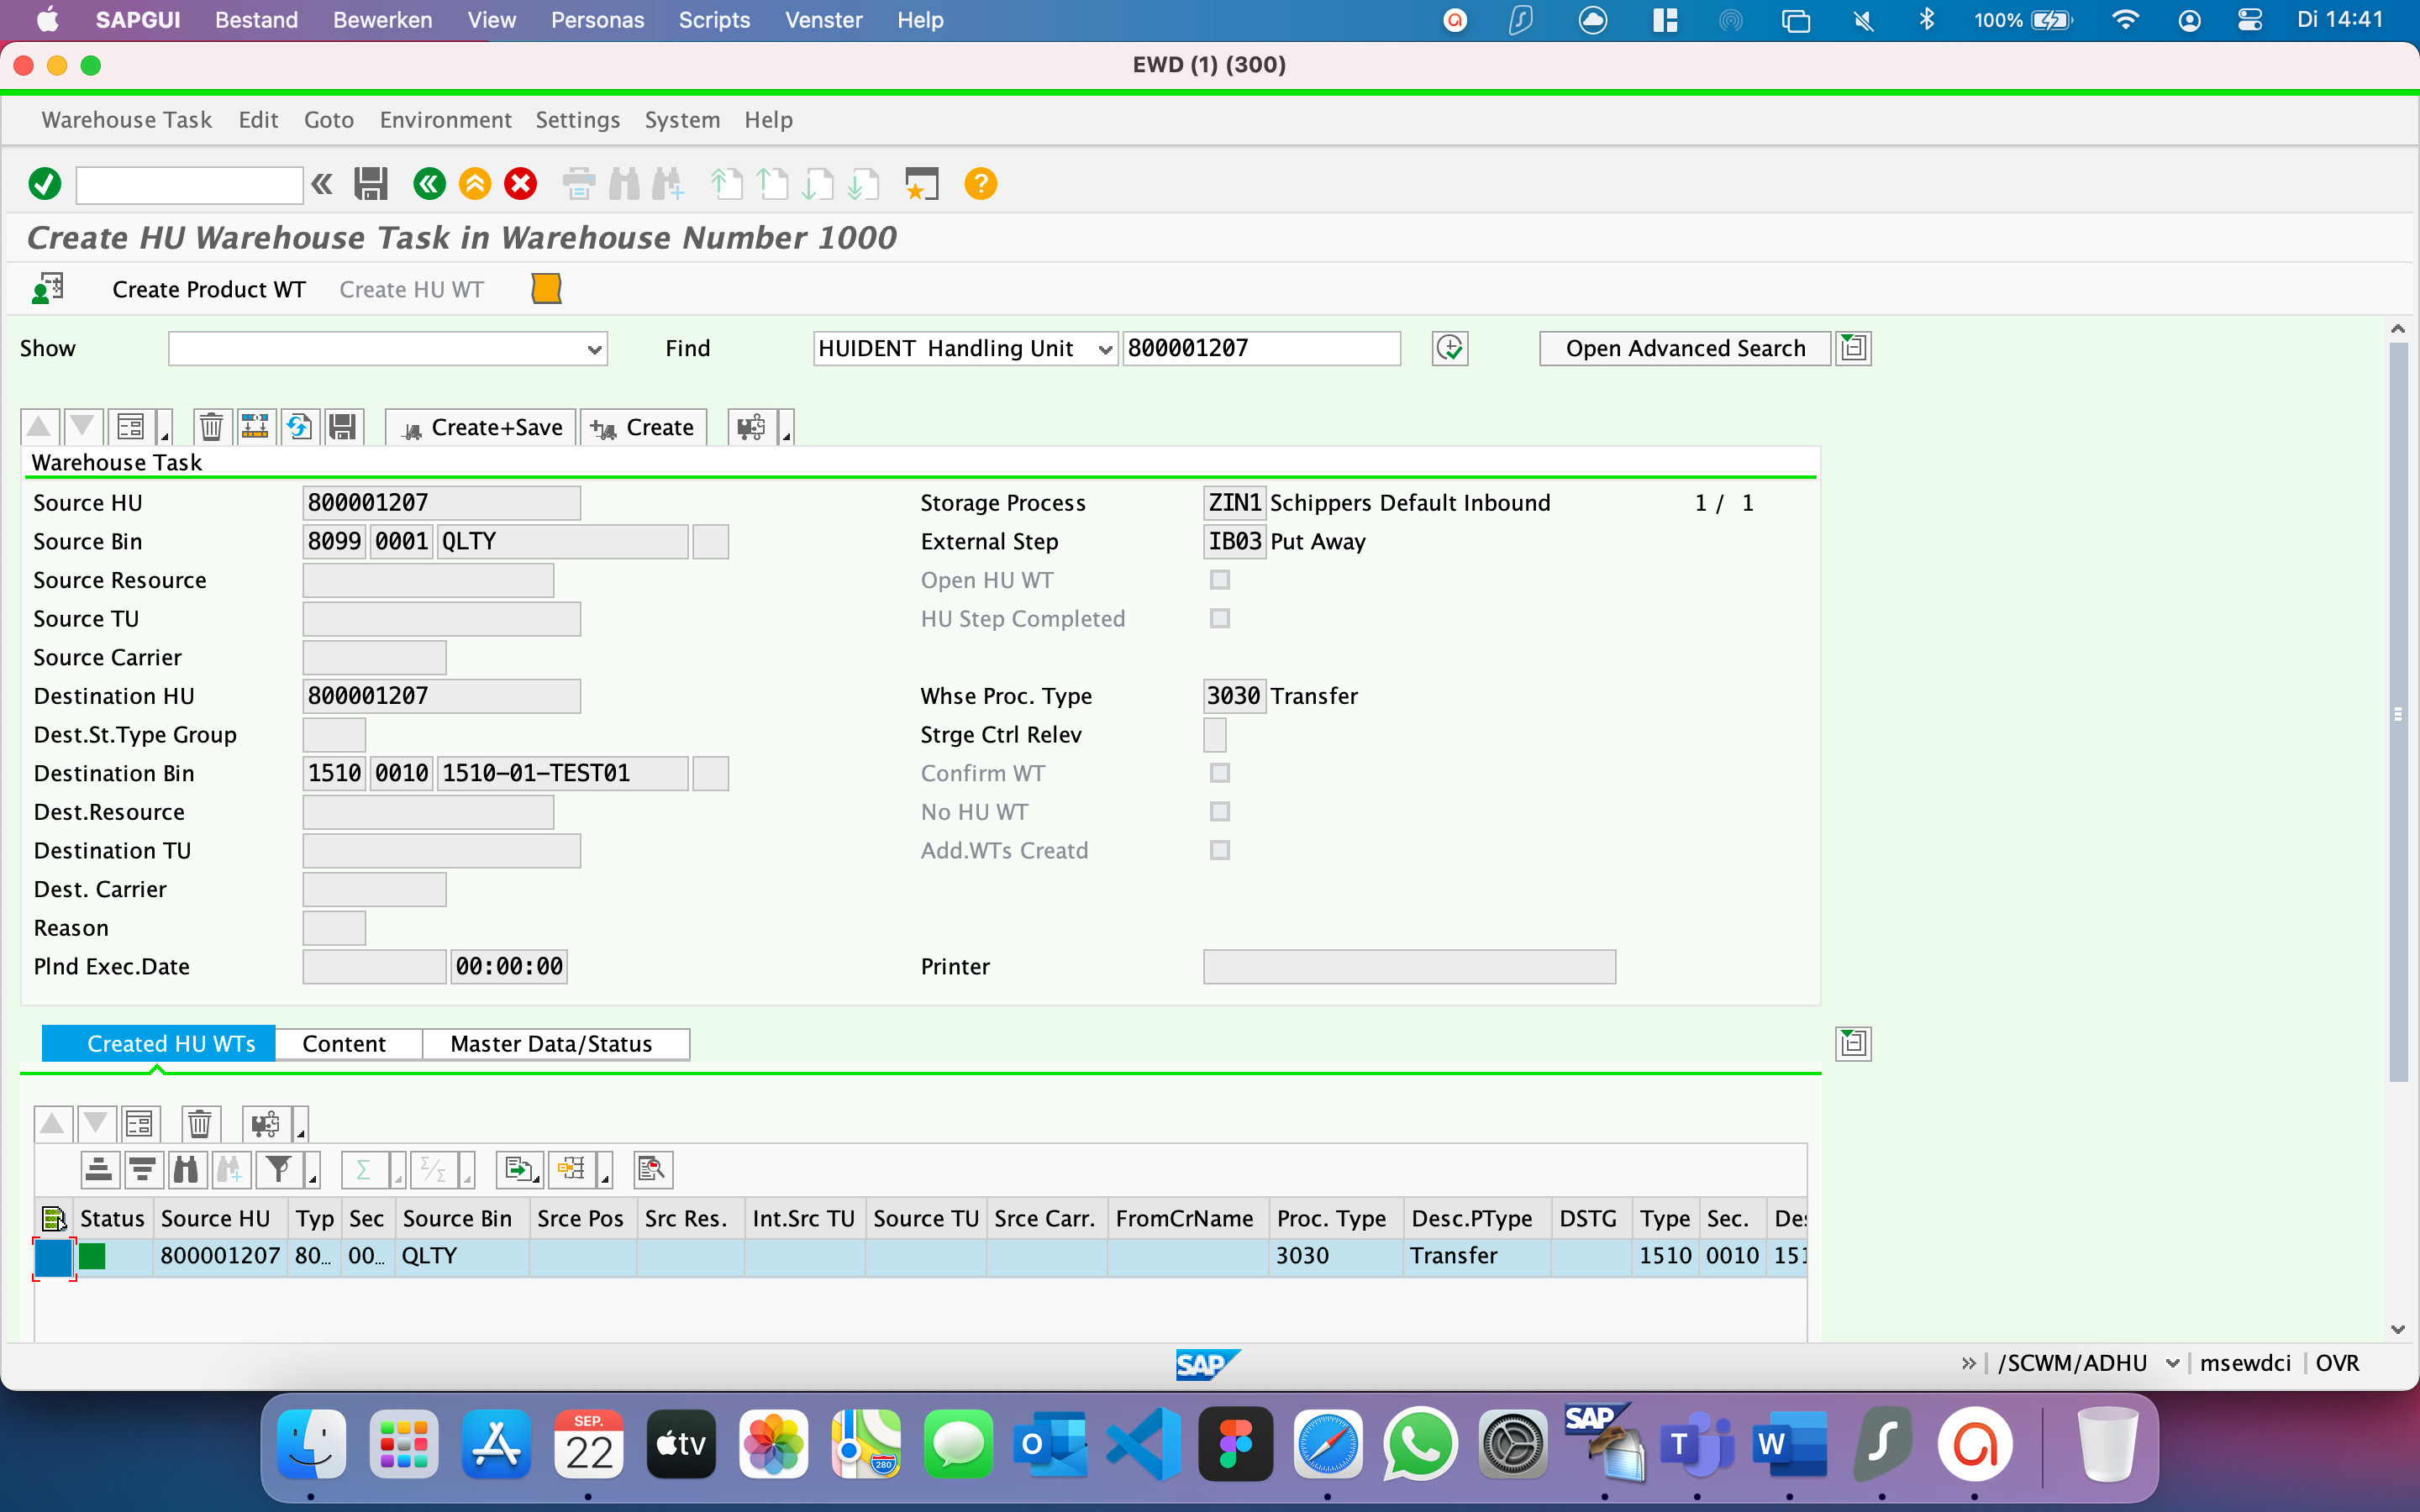 SAPGUI Bestand Bewerken View Personas Scripts Venster Help 100% Di 14:41
EWD (1) (300)
Warehouse Task Edit Goto Environment Settings System Help
Create HU Warehouse Task in Warehouse Number 1000
Create Product WT Create HU WT
Show Find HUIDENT Handling Unit 800001207 Open Advanced Search
Create+Save Create
Warehouse Task
Source HU 800001207 Storage Process ZIN1 Schippers Default Inbound 1 / 1
Source Bin 8099 0001 QLTY External Step IB03 Put Away
Source Resource Open HU WT
Source TU HU Step Completed
Source Carrier
Destination HU 800001207 Whse Proc. Type 3030 Transfer
Dest.St.Type Group Strge Ctrl Relev
Destination Bin 1510 0010 1510-01-TEST01 Confirm WT
Dest.Resource No HU WT
Destination TU Add.WTs Creatd
Dest. Carrier
Reason
Plnd Exec.Date 00:00:00 Printer
Created HU WTs Content Master Data/Status
Status Source HU Typ Sec Source Bin Srce Pos Src Res. Int.Src TU Source TU Srce Carr. FromCrName Proc. Type Desc.PType DSTG Type Sec. Des
800001207 80... 00... QLTY 3030 Transfer 1510 0010 151
SAP /SCWM/ADHU msewdci OVR
SEP.
22
tv
280
O
SAP
T
W